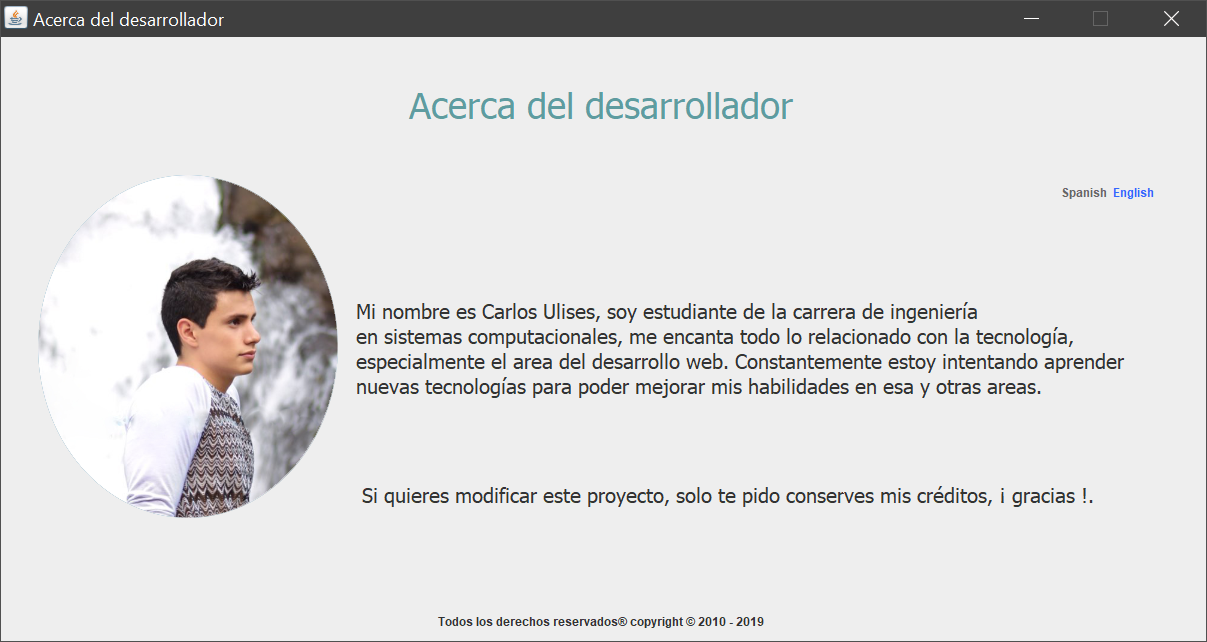 Acerca del desarrollador
Acerca del desarrollador
Spanish English
Mi nombre es Carlos Ulises, soy estudiante de la carrera de ingeniería
en sistemas computacionales, me encanta todo lo relacionado con la tecnología,
especialmente el area del desarrollo web. Constantemente estoy intentando aprender
nuevas tecnologías para poder mejorar mis habilidades en esa y otras areas.
Si quieres modificar este proyecto, solo te pido conserves mis créditos, ¡ gracias !.
Todos los derechos reservados® copyright © 2010 - 2019